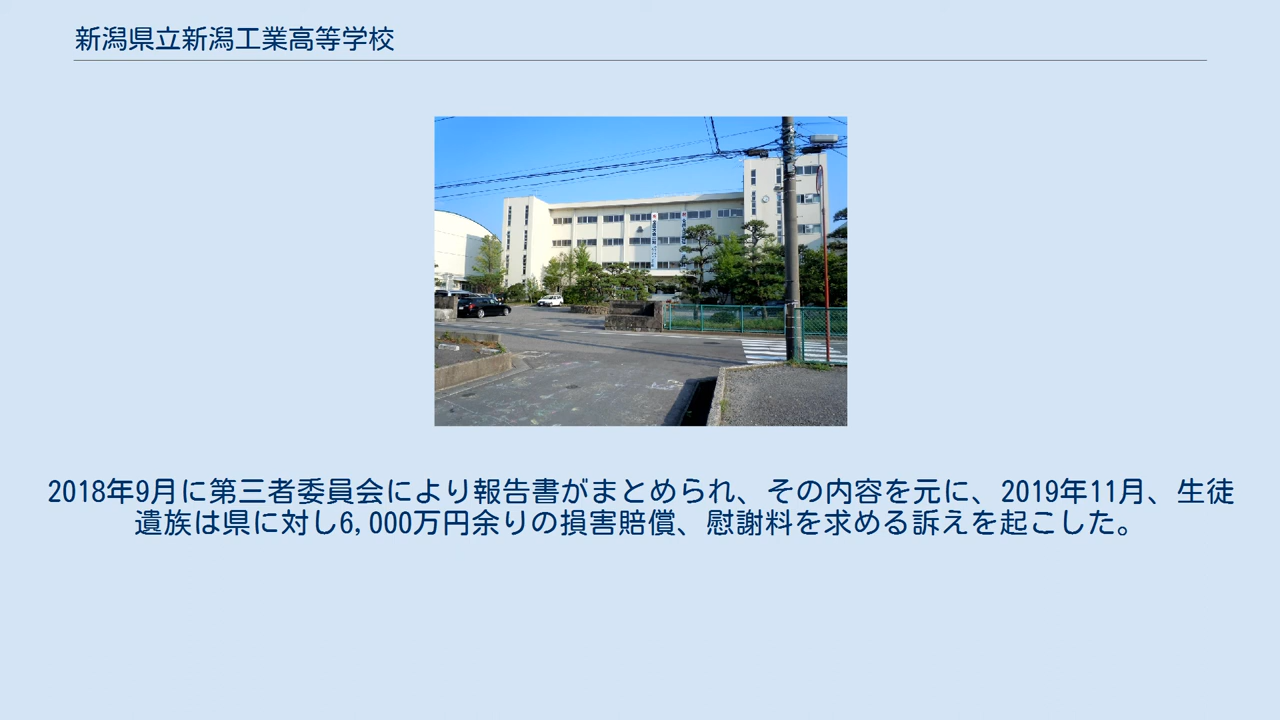 新潟県立新潟工業高等学校
2018年9月に第三者委員会により報告書がまとめられ、その内容を元に、2019年11月、生徒
遺族は県に対し6,000万円余りの損害賠償、慰謝料を求める訴えを起こした。